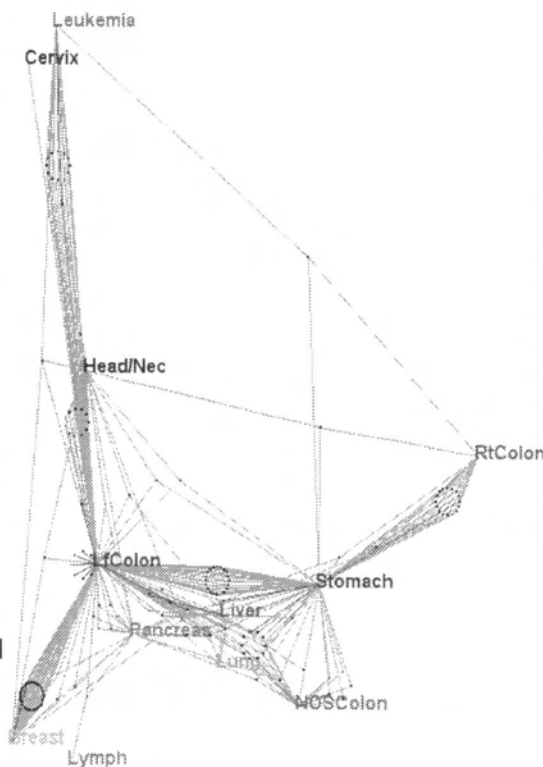 Leukemia
Cervix
Head/Nec
RtColon
LfColon
Stomach
Liver
Pancreas
Lung
NOSColon
Breast
Lymph